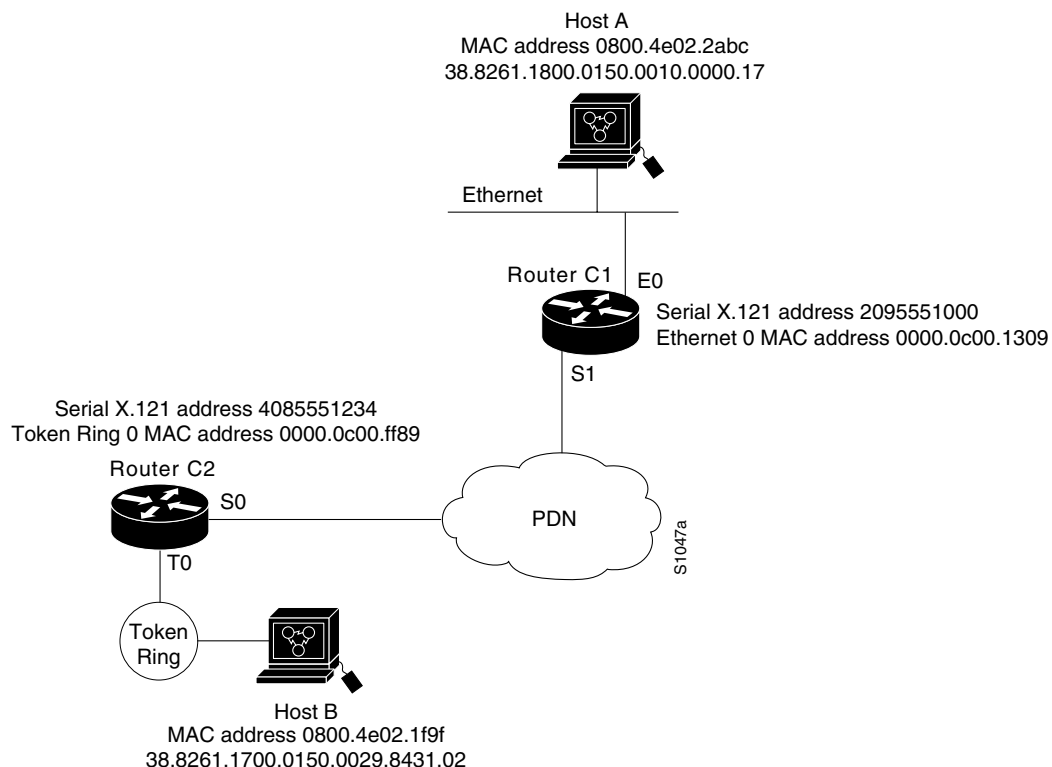 Host A
MAC address 0800.4e02.2abc
38.8261.1800.0150.0010.0000.17
Ethernet
Router C1
E0
Serial X.121 address 2095551000
Ethernet 0 MAC address 0000.0c00.1309
S1
Serial X.121 address 4085551234
Token Ring 0 MAC address 0000.0c00.ff89
Router C2
S0
PDN
S1047a
T0
Token
Ring
Host B
MAC address 0800.4e02.1f9f
38.8261.1700.0150.0029.8431.02